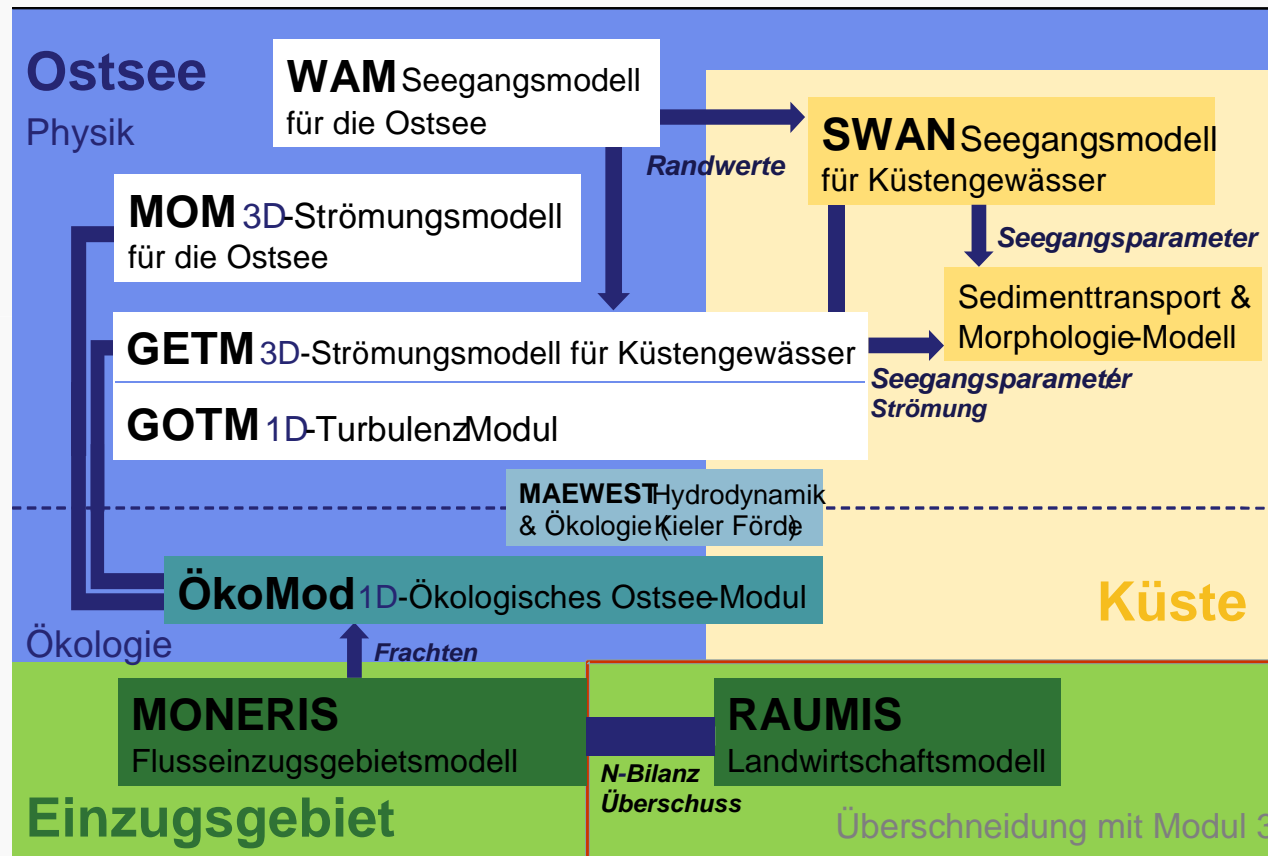 Ostsee
Physik
WAM Seegangsmodell
für die Ostsee
Randwerte
SWAN Seegangsmodell
für Küstengewässer
MOM 3D-Strömungsmodell
für die Ostsee
Seegangsparameter
Sedimenttransport &
Morphologie-Modell
GETM 3D-Strömungsmodell für Küstengewässer
Seegangsparameter/
Strömung
GOTM 1D-TurbulenzModul
MAEWEST Hydrodynamik
& Ökologie (Kieler Förde)
ÖkoMod 1D-Ökologisches Ostsee-Modul
Küste
Ökologie
Frachten
MONERIS
Flusseinzugsgebietsmodell
RAUMIS
Landwirtschaftsmodell
N-Bilanz
Überschuss
Einzugsgebiet
Überschneidung mit Modul 3